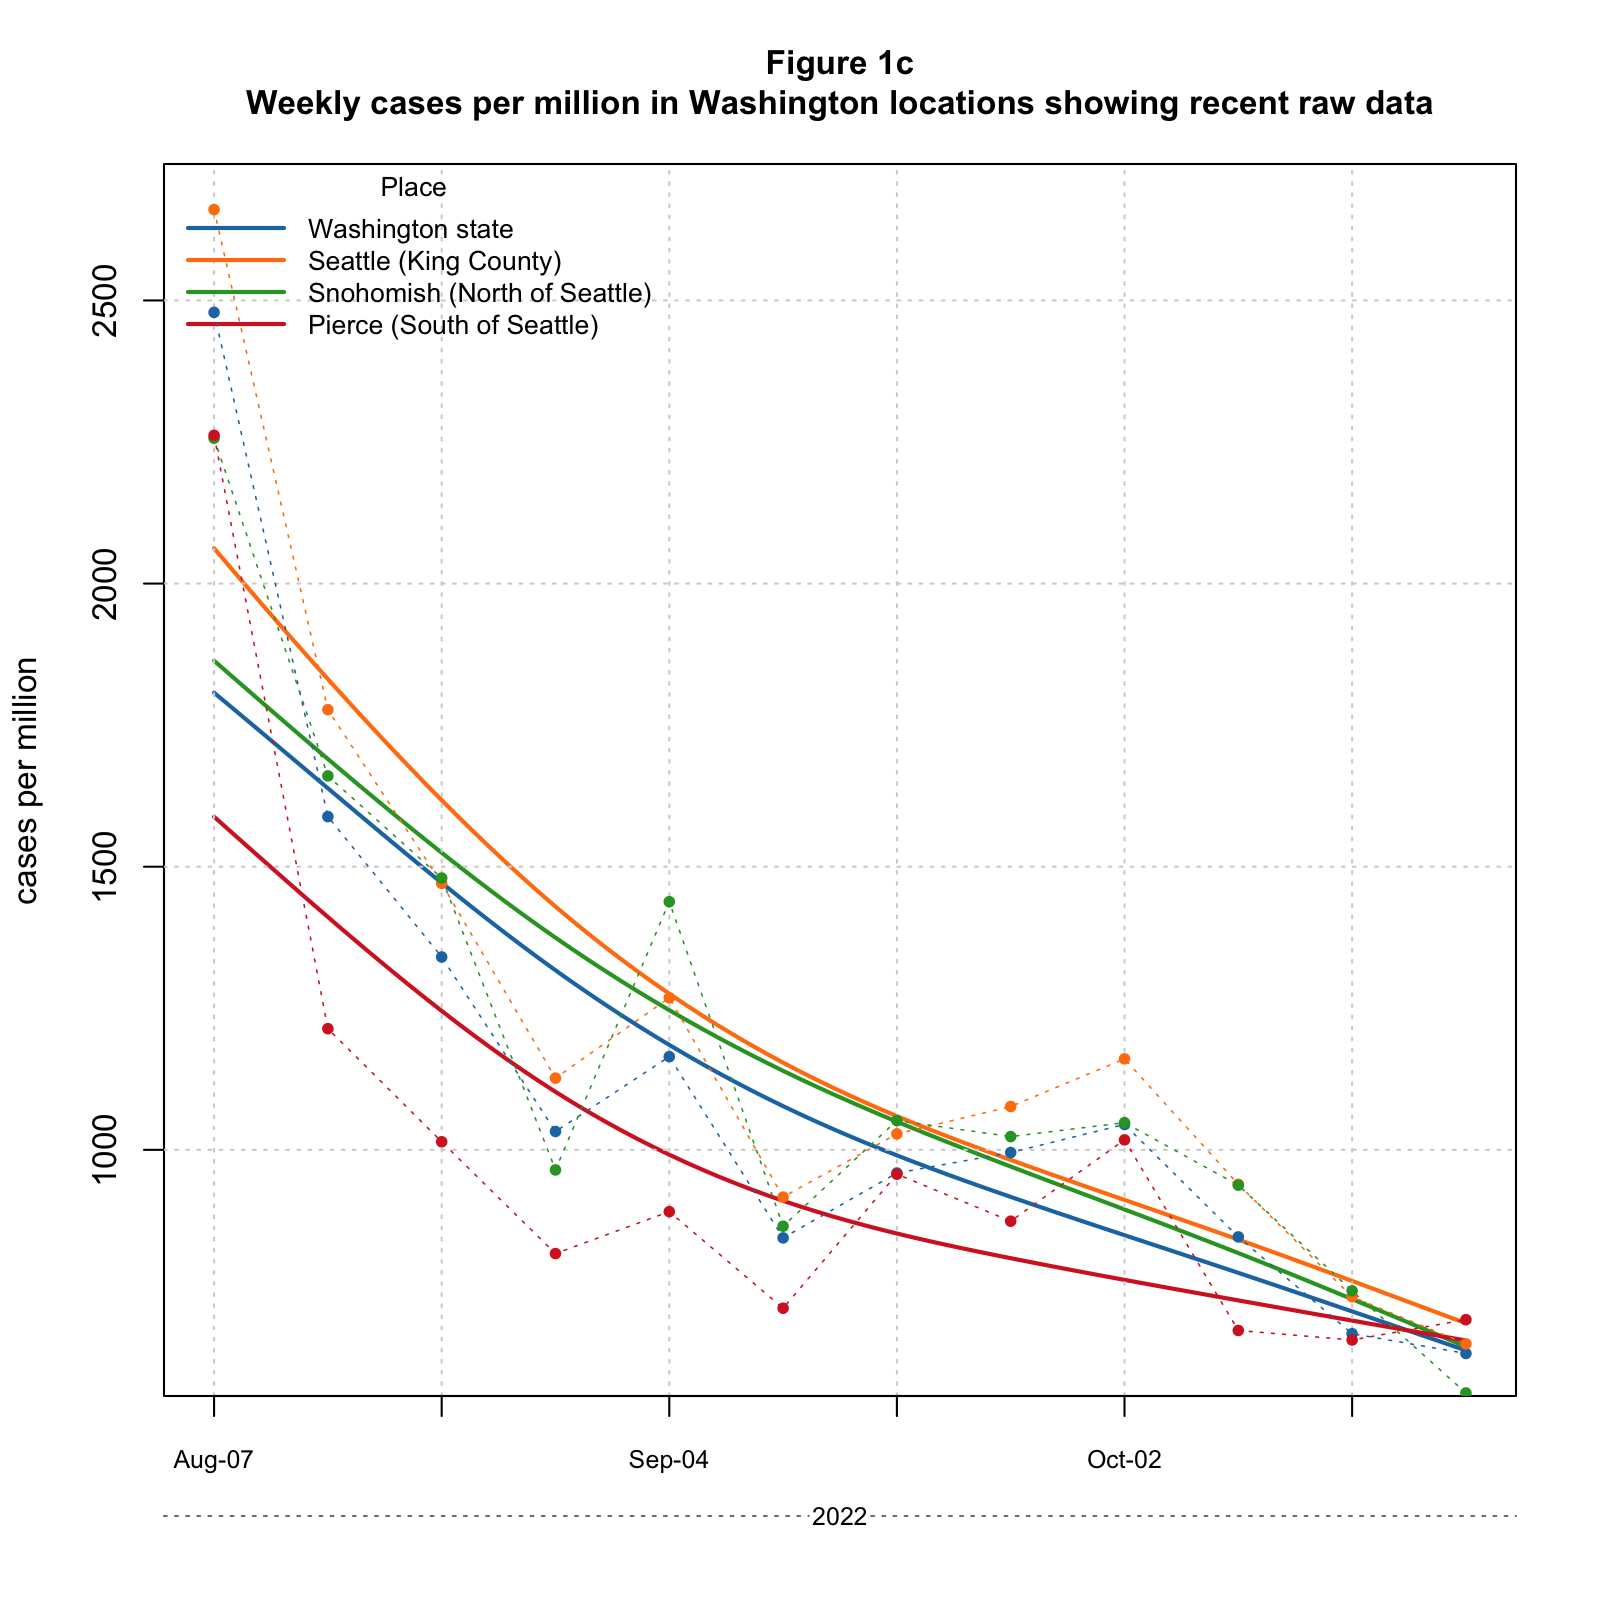 Figure 1c
Weekly cases per million in Washington locations showing recent raw data
Place
Washington state
Seattle (King County)
Snohomish (North of Seattle)
Pierce (South of Seattle)
cases per million
2500
2000
1500
1000
Aug-07
Sep-04
Oct-02
2022